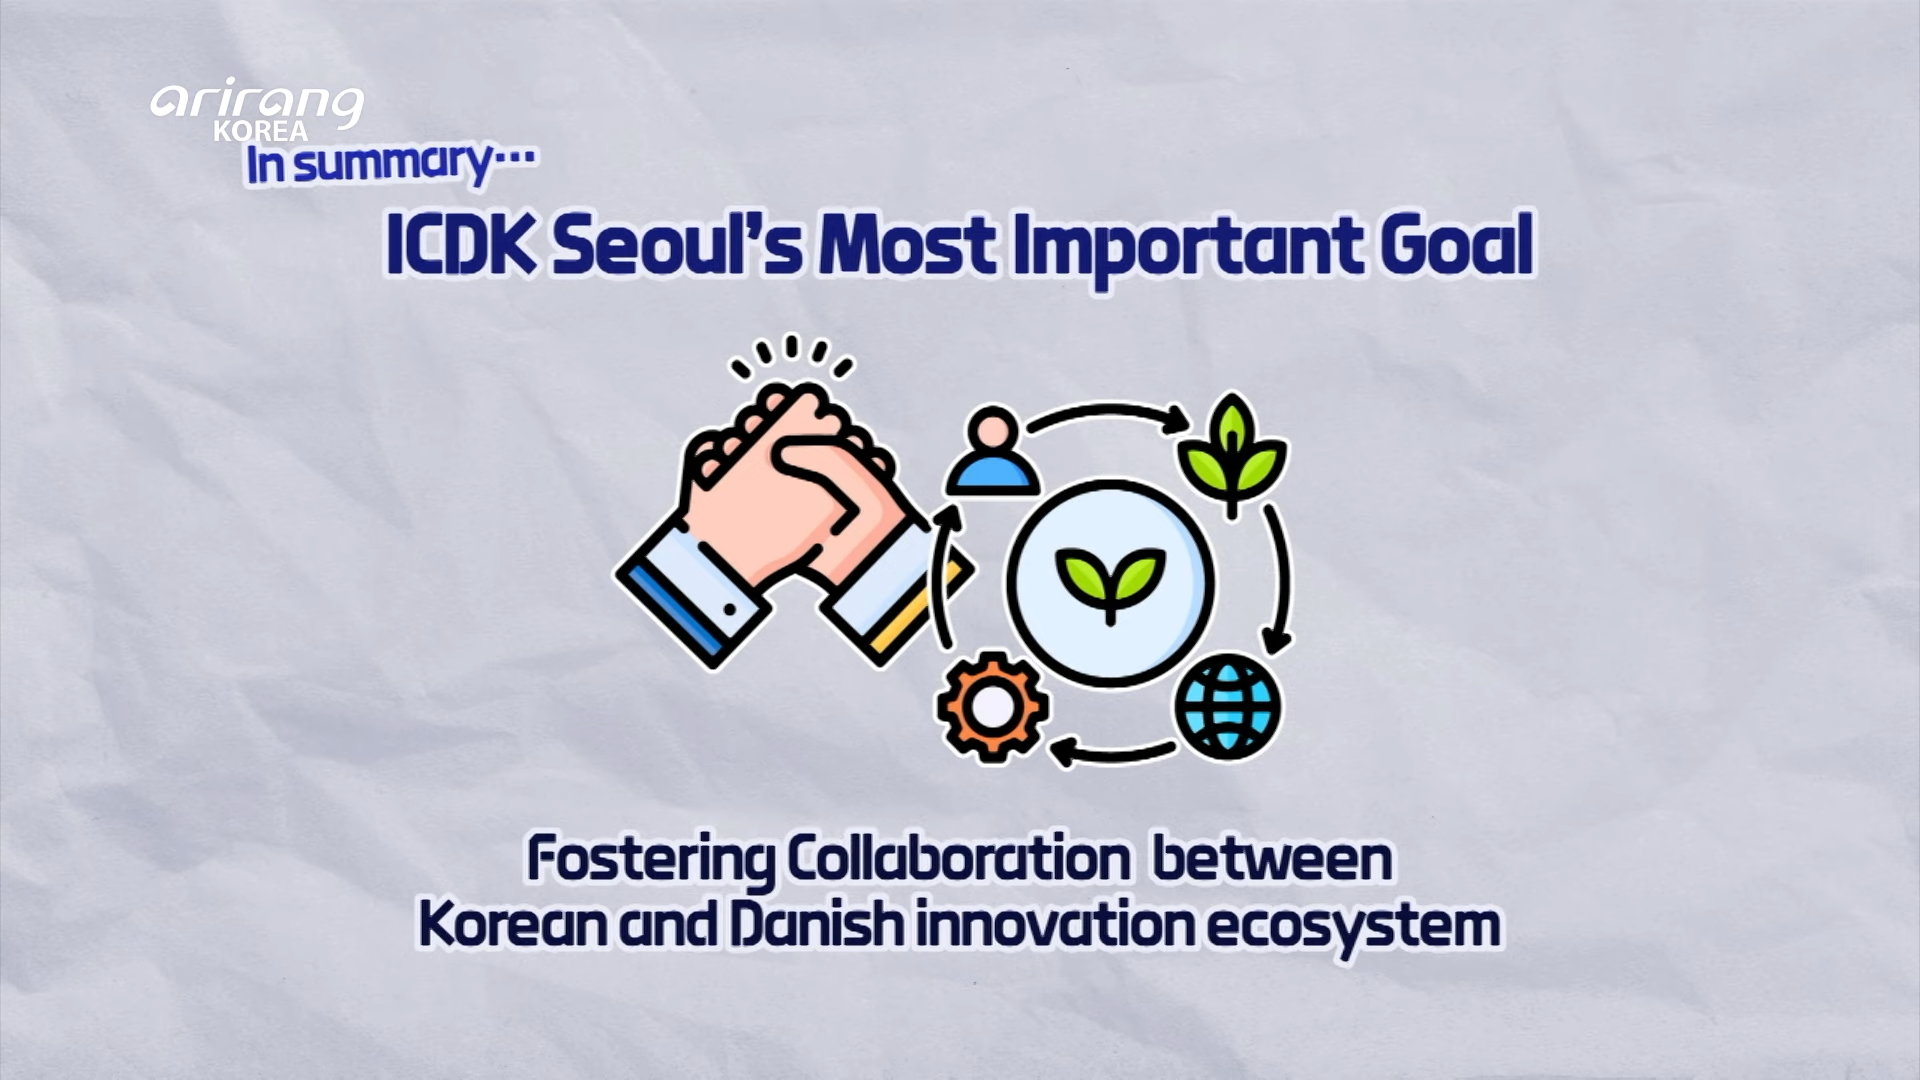 arirang
KOREA
In summary…
ICDK Seoul's Most Important Goal
Fostering Collaboration between
Korean and Danish innovation ecosystem